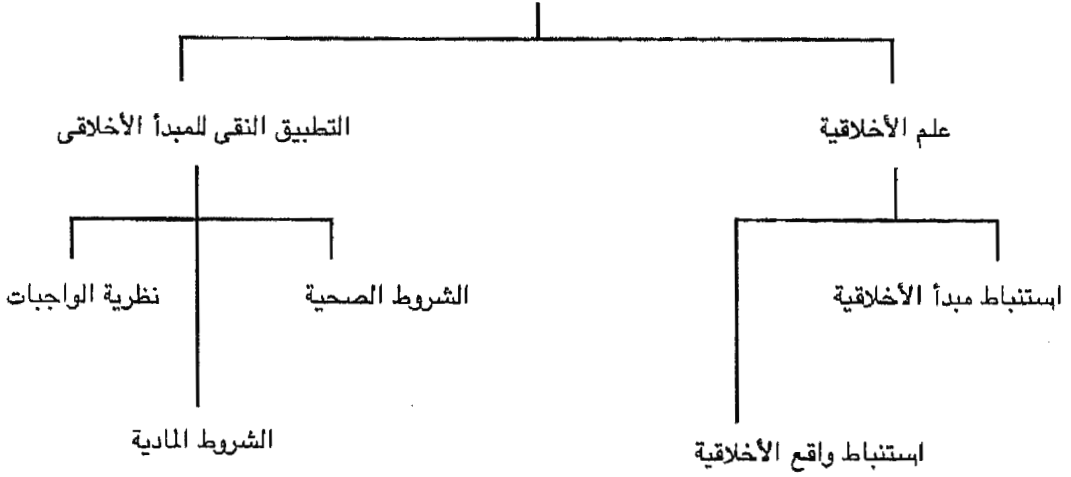 علم الأخلاقية
التطبيق النقى للمبدأ الأخلاقى
استنباط مبدأ الأخلاقية
الشروط الصحية
نظرية الواجبات
استنباط واقع الأخلاقية
الشروط المادية